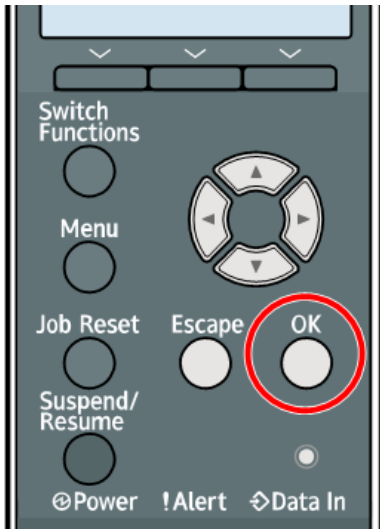 Switch
Functions
Menu
Job Reset
Escape
OK
Suspend/
Resume
Power
!Alert
Data In